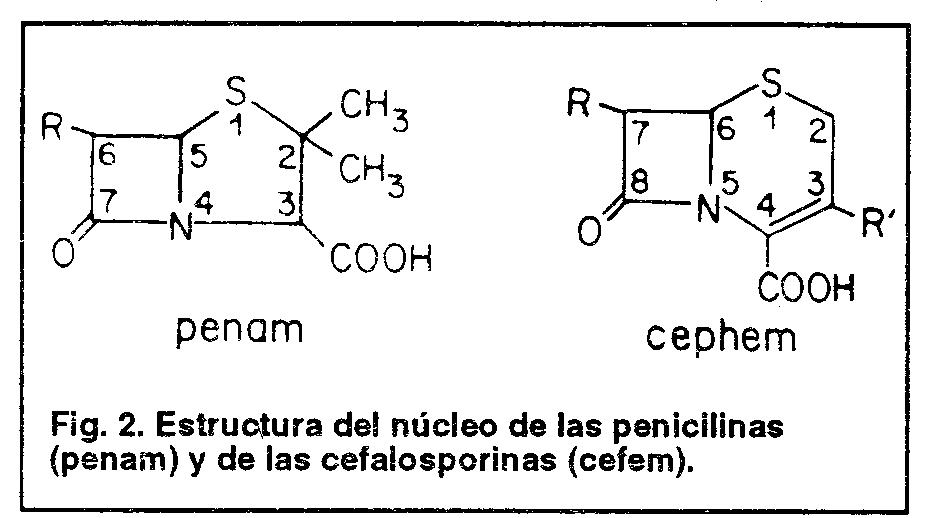 S
R
1
CH3
6
5
2
CH3
7
4
3
N
O
COOH
penam
S
R
1
7
6
2
8
5
3
N
4
O
R'
COOH
cephem
Fig. 2. Estructura del núcleo de las penicilinas
(penam) y de las cefalosporinas (cefem).